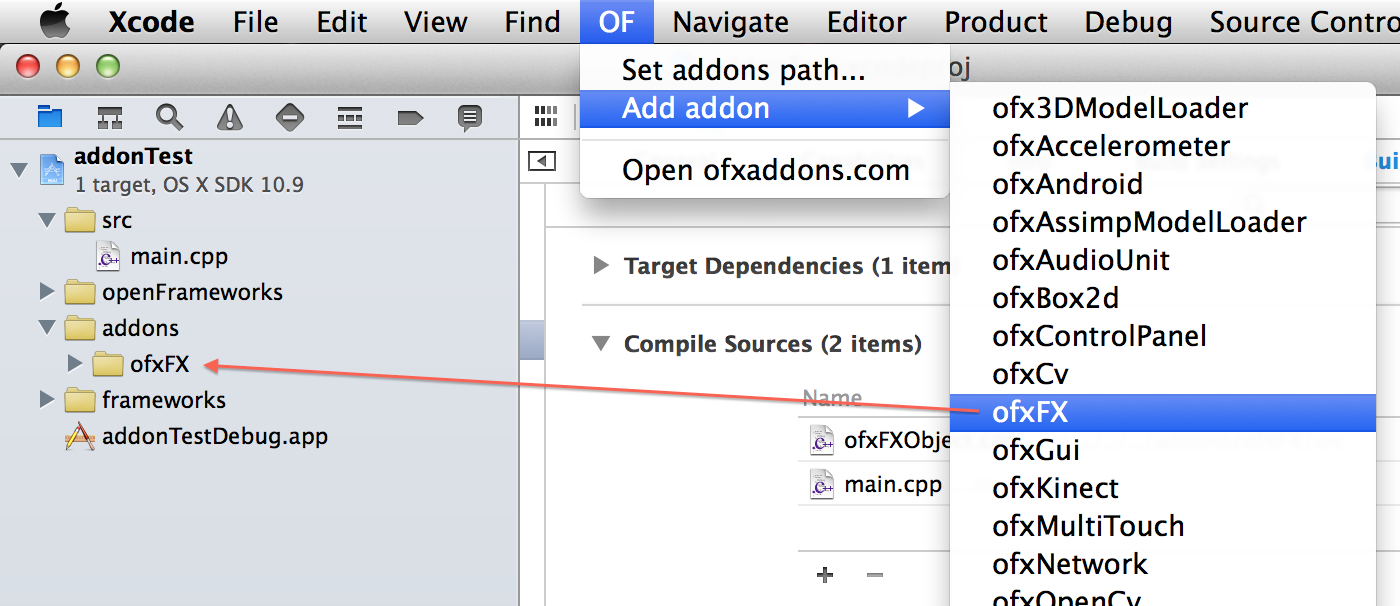 Xcode File Edit View Find OF Navigate Editor Product Debug Source Contro
Set addons path...
Add addon
Open ofxaddons.com
ofx3DModelLoader
ofxAccelerometer
ofxAndroid
ofxAssimpModelLoader
ofxAudioUnit
ofxBox2d
ofxControlPanel
ofxCv
ofxFX
ofxGui
ofxKinect
ofxMultiTouch
ofxNetwork
ofxOpenCv
addonTest
1 target, OS X SDK 10.9
src
main.cpp
openFrameworks
addons
ofxFX
frameworks
addonTestDebug.app
Target Dependencies (1 item
Compile Sources (2 items)
Name
ofxFXObje
main.cpp